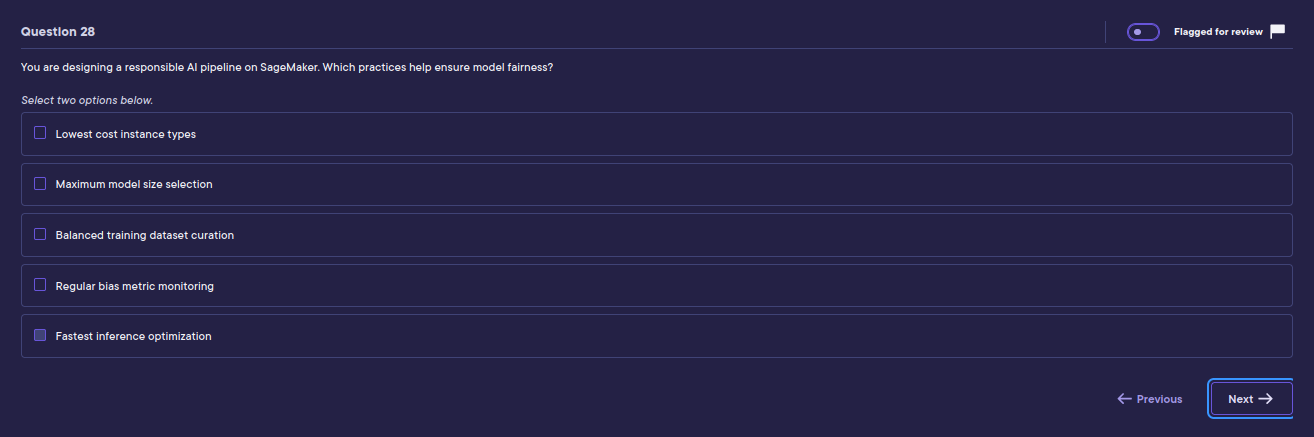 Question 28
Flagged for review
You are designing a responsible AI pipeline on SageMaker. Which practices help ensure model fairness?
Select two options below.
Lowest cost instance types
Maximum model size selection
Balanced training dataset curation
Regular bias metric monitoring
Fastest inference optimization
Previous
Next